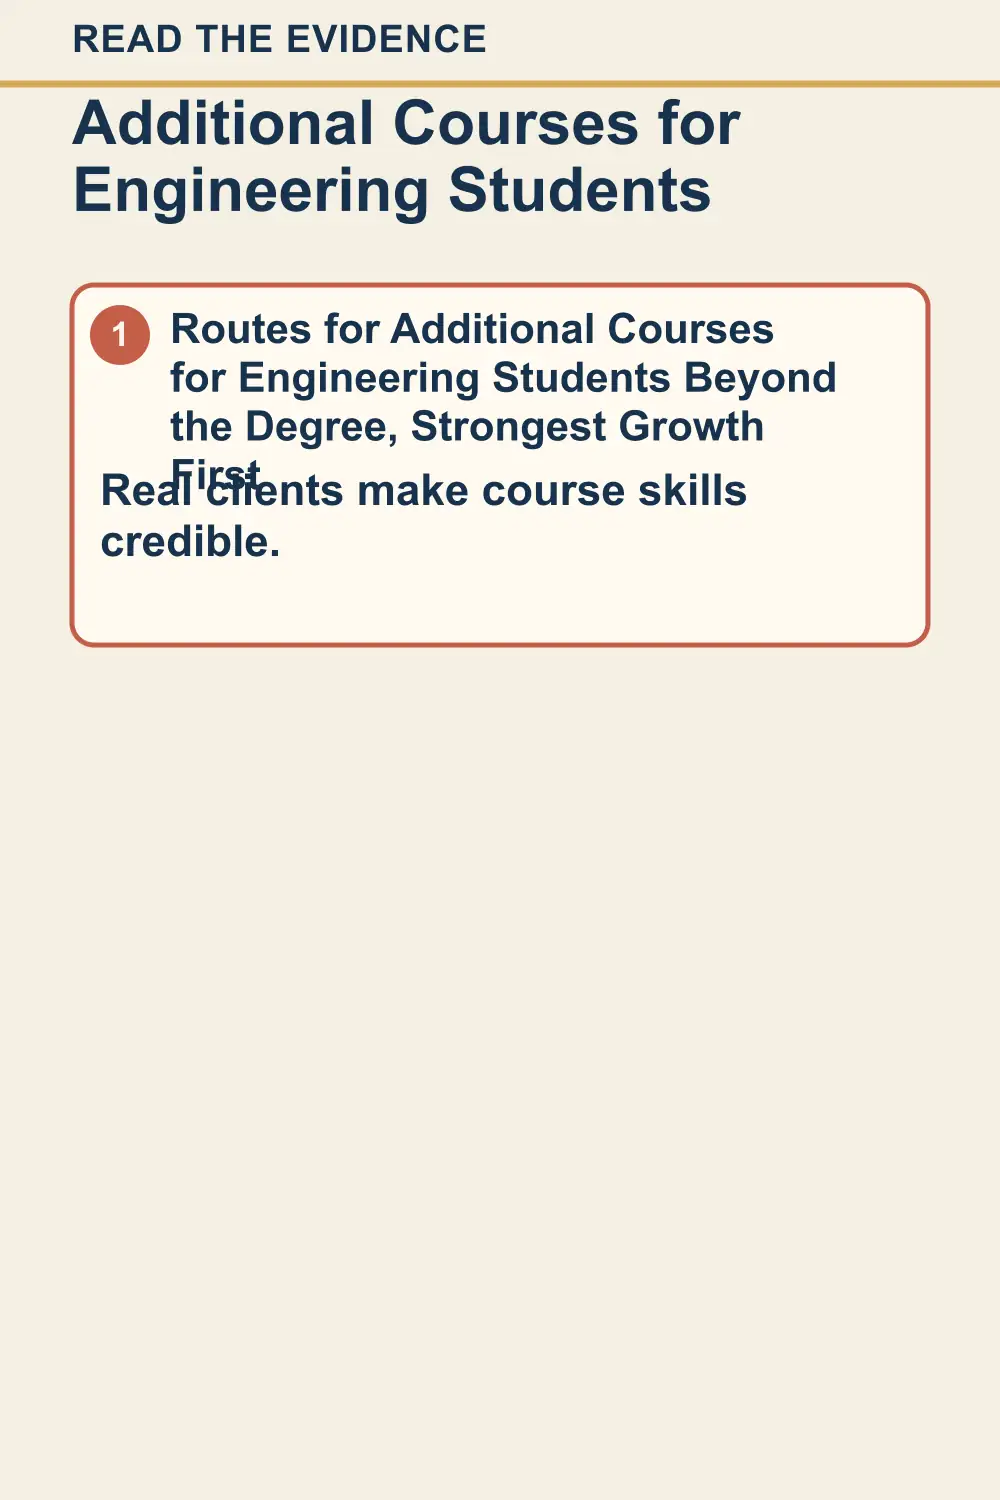 READ THE EVIDENCE
Additional Courses for
Engineering Students
1
Routes for Additional Courses
for Engineering Students Beyond
the Degree, Strongest Growth
First
Real clients make course skills
credible.